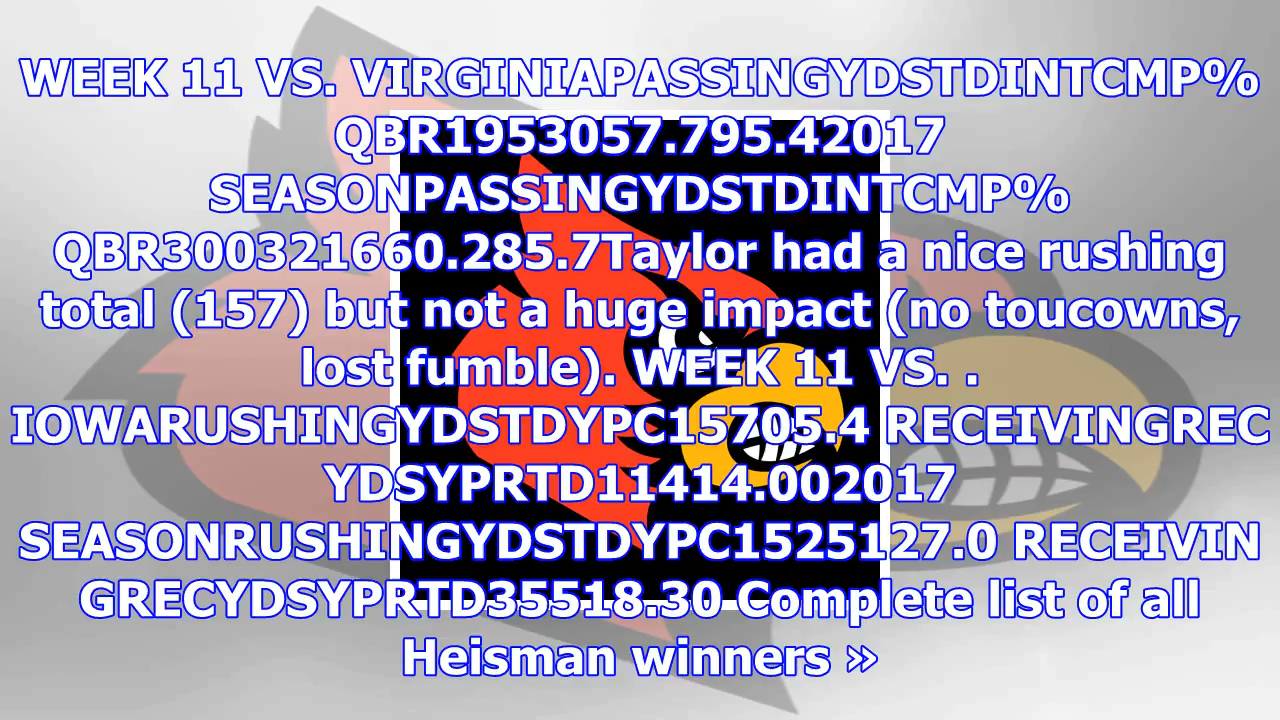 WEEK 11 VS. VIRGINIAPASSINGYDSTDINTCMP%
QBR1953057.795.42017
SEASONPASSINGYDSTDINTCMP%
QBR300321660.285.7Taylor had a nice rushing
total (157) but not a huge impact (no toucowns,
lost fumble). WEEK 11 VS. .
IOWARUSHINGYDSTDYPC15705.4 RECEIVINGREC
YDSYPRTD11414.002017
SEASONRUSHINGYDSTDYPC1525127.0 RECEIVIN
GRECYDSYPRTD35518.30 Complete list of all
Heisman winners »